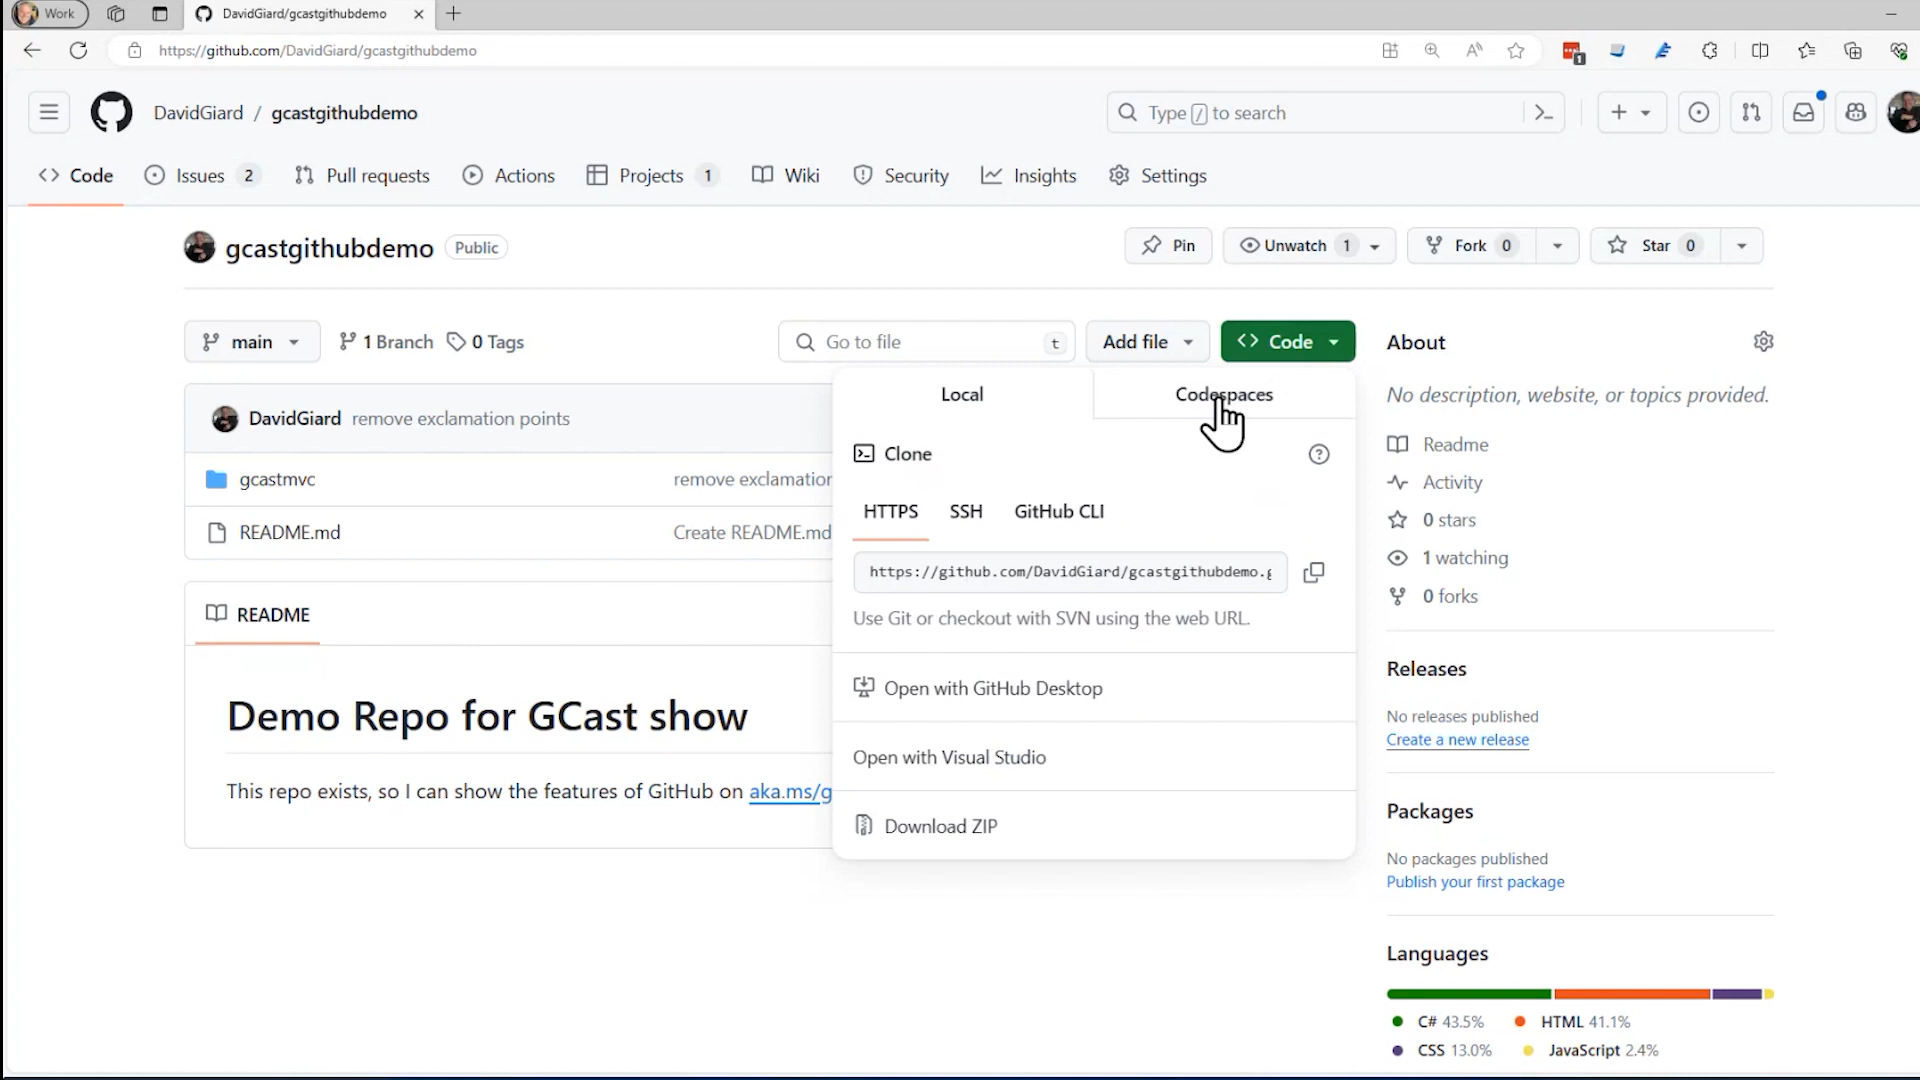 Work
DavidGiard/gcastgithubdemo
https://github.com/DavidGiard/gcastgithubdemo
1
DavidGiard / gcastgithubdemo
Type / to search
Code
Issues 2
Pull requests
Actions
Projects 1
Wiki
Security
Insights
Settings
gcastgithubdemo Public
Pin
Unwatch 1
Fork 0
Star 0
main
1 Branch
0 Tags
Go to file t
Add file
Code
DavidGiard remove exclamation points
gcastmvc remove exclamation
README.md Create README.md
README
Demo Repo for GCast show
This repo exists, so I can show the features of GitHub on aka.ms/g
Local
Codespaces
Clone
HTTPS SSH GitHub CLI
https://github.com/DavidGiard/gcastgithubdemo.g
Use Git or checkout with SVN using the web URL.
Open with GitHub Desktop
Open with Visual Studio
Download ZIP
About
No description, website, or topics provided.
Readme
Activity
0 stars
1 watching
0 forks
Releases
No releases published
Create a new release
Packages
No packages published
Publish your first package
Languages
C# 43.5% HTML 41.1%
CSS 13.0% JavaScript 2.4%